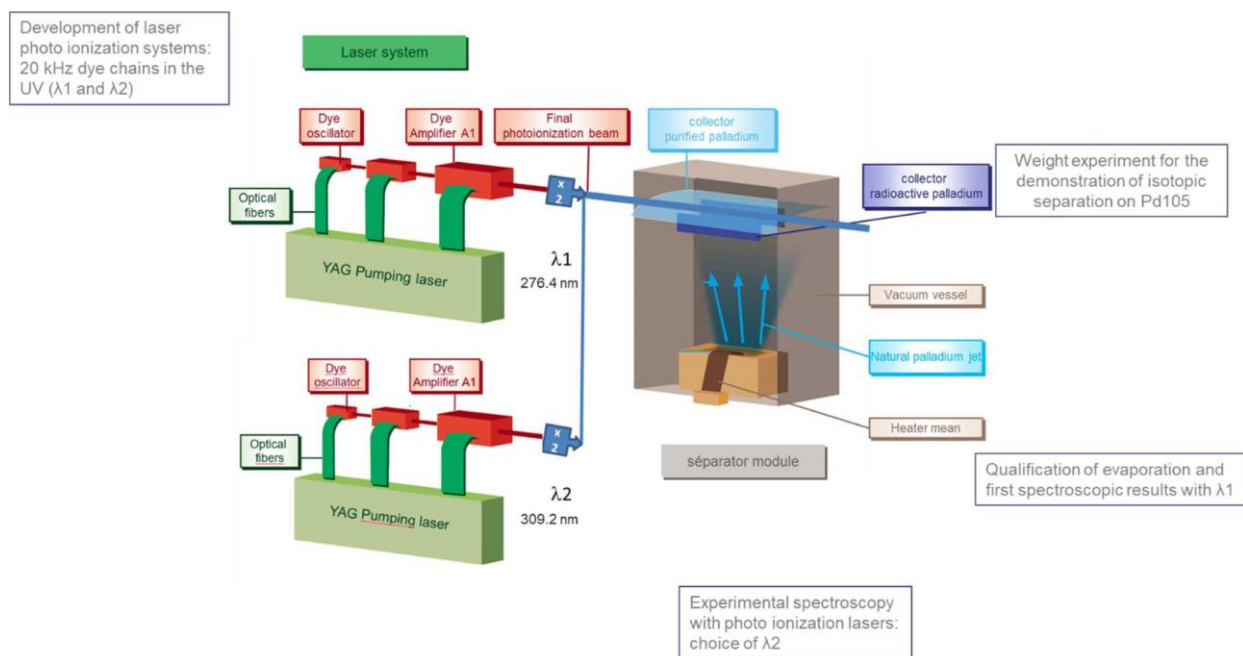 Development of laser
photo ionization systems:
20 kHz dye chains in the
UV (λ1 and λ2)
Laser system
Dye
oscillator
Dye
Amplifier A1
Final
photoionization beam
collector
purified palladium
collector
radioactive palladium
Weight experiment for the
demonstration of isotopic
separation on Pd105
Optical
fibers
x
2
YAG Pumping laser
λ1
276.4 nm
Vacuum vessel
Natural palladium jet
Heater mean
séparator module
Dye
oscillator
Dye
Amplifier A1
Optical
fibers
x
2
YAG Pumping laser
λ2
309.2 nm
Qualification of evaporation and
first spectroscopic results with λ1
Experimental spectroscopy
with photo ionization lasers:
choice of λ2